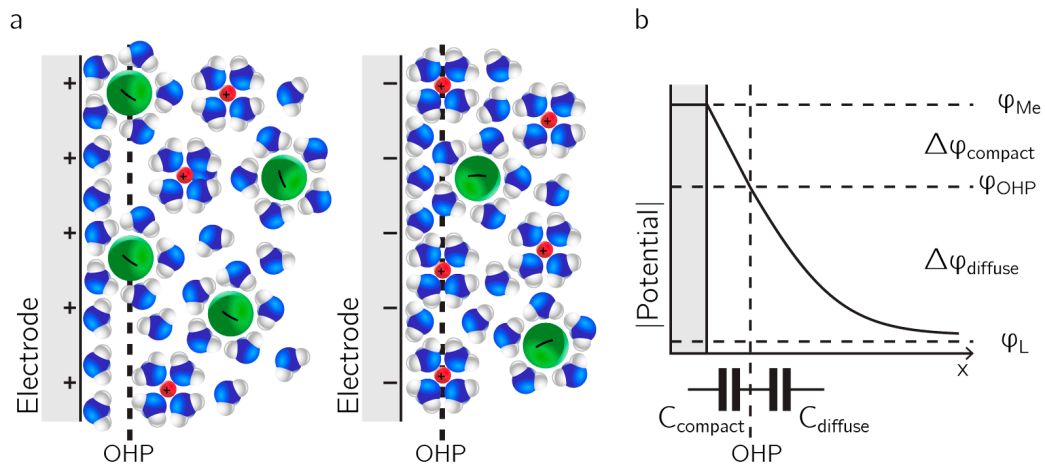 a
Electrode
+
+
+
+
+
−
−
+
+
+
OHP
Electrode
−
−
−
−
−
+
+
+
+
+
−
−
OHP
b
|Potential|
φMe
Δφcompact
φOHP
Δφdiffuse
φL
x
Ccompact
Cdiffuse
OHP